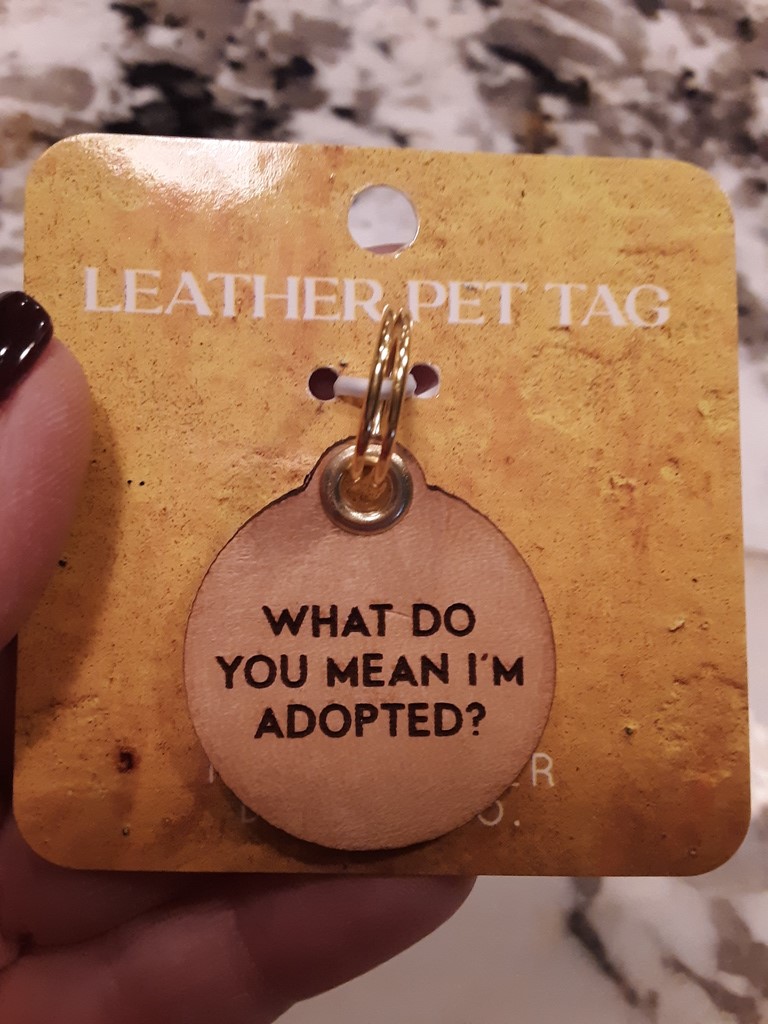 LEATHER PET TAG
WHAT DO
YOU MEAN I'M
ADOPTED?